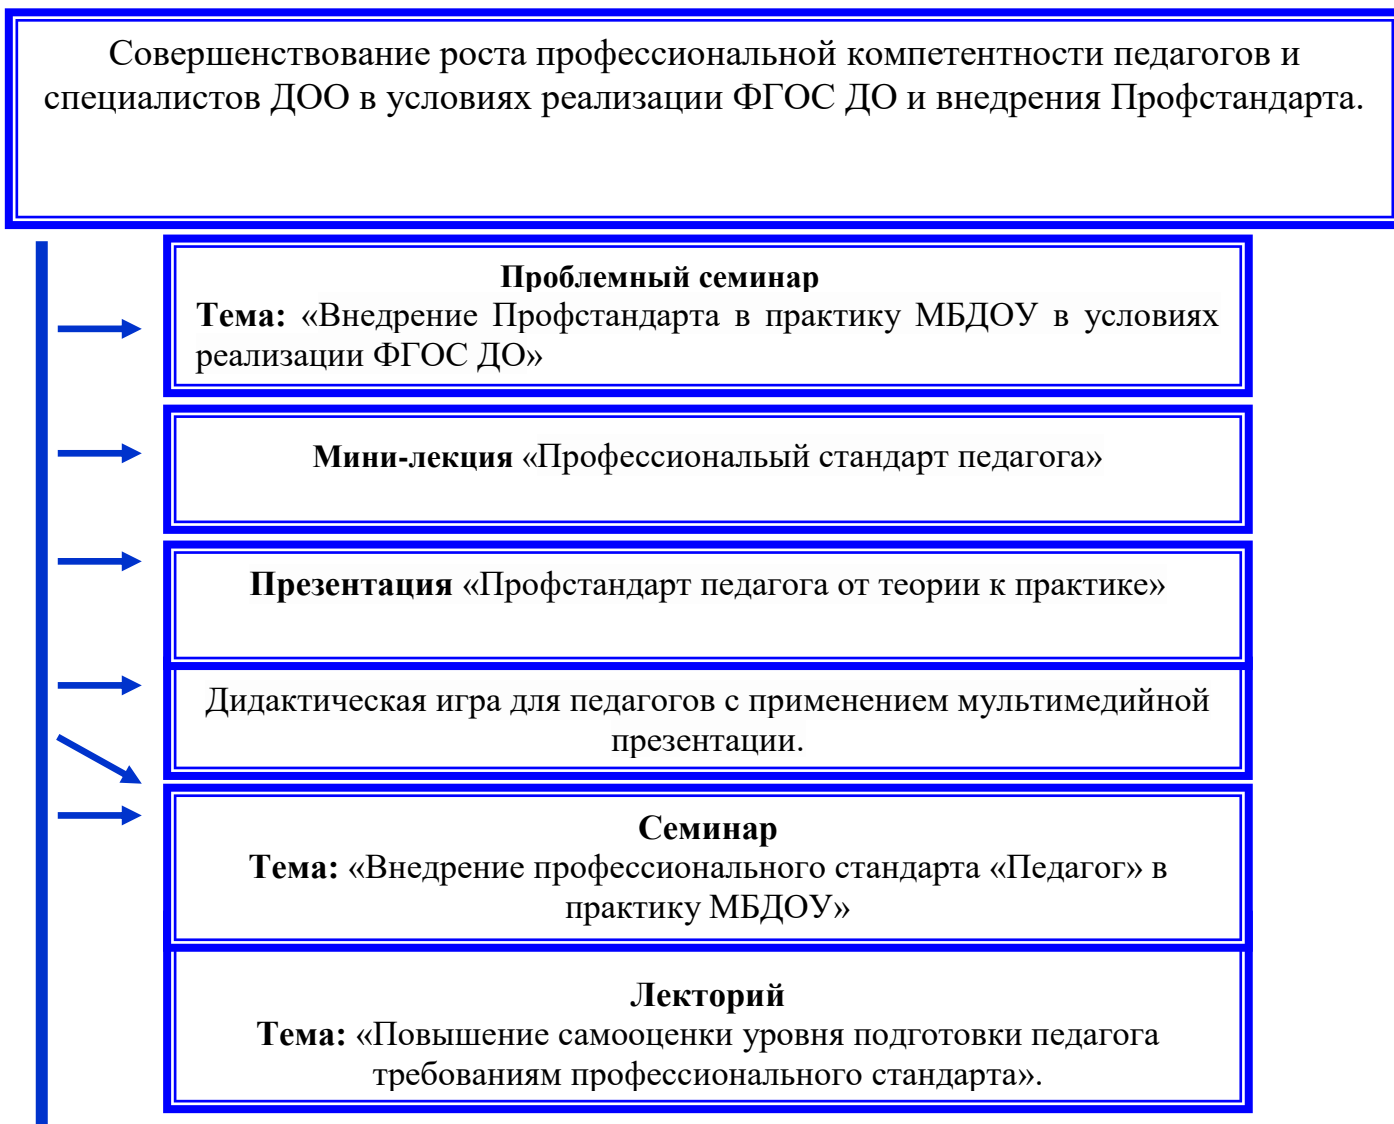 Совершенствование роста профессиональной компетентности педагогов и
специалистов ДОО в условиях реализации ФГОС ДО и внедрения Профстандарта.
Проблемный семинар
Тема: «Внедрение Профстандарта в практику МБДОУ в условиях
реализации ФГОС ДО»
Мини-лекция «Профессиональый стандарт педагога»
Презентация «Профстандарт педагога от теории к практике»
Дидактическая игра для педагогов с применением мультимедийной
презентации.
Семинар
Тема: «Внедрение профессионального стандарта «Педагог» в
практику МБДОУ»
Лекторий
Тема: «Повышение самооценки уровня подготовки педагога
требованиям профессионального стандарта».